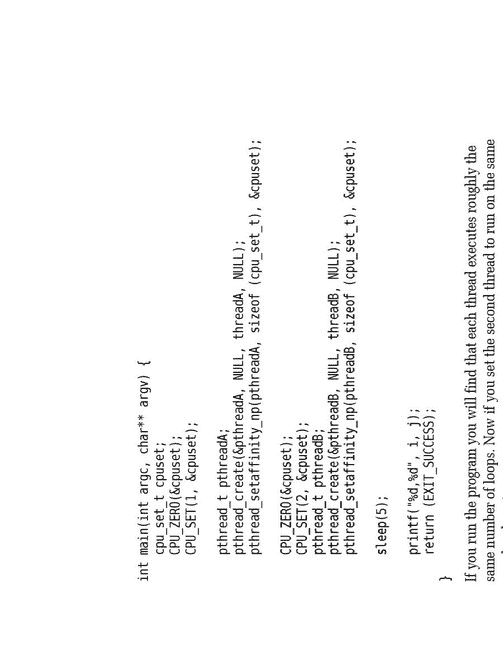 int main(int argc, char** argv) {
cpu_set_t cpuset;
CPU_ZERO(&cpuset);
CPU_SET(1, &cpuset);
pthread_t pthreadA;
pthread_create(&pthreadA, NULL, threadA, NULL);
pthread_setaffinity_np(pthreadA, sizeof (cpu_set_t), &cpuset);
CPU_ZERO(&cpuset);
CPU_SET(2, &cpuset);
pthread_t pthreadB;
pthread_create(&pthreadB, NULL, threadB, NULL);
pthread_setaffinity_np(pthreadB, sizeof (cpu_set_t), &cpuset);
sleep(5);
printf("%d,%d", i, j);
return (EXIT_SUCCESS);
}
If you run the program you will find that each thread executes roughly the
same number of loops. Now if you set the second thread to run on the same